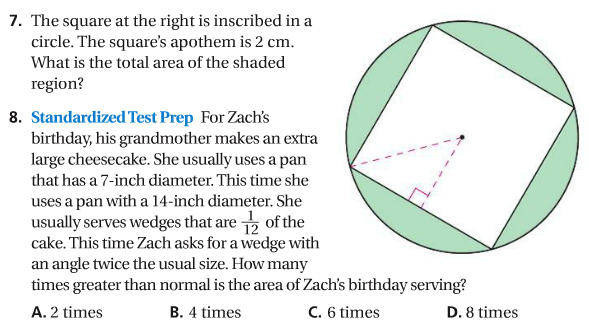 7. The square at the right is inscribed in a
circle. The square's apothem is 2 cm.
What is the total area of the shaded
region?
8. Standardized Test Prep For Zach's
birthday, his grandmother makes an extra
large cheesecake. She usually uses a pan
that has a 7-inch diameter. This time she
uses a pan with a 14-inch diameter. She
usually serves wedges that are 1/12 of the
cake. This time Zach asks for a wedge with
an angle twice the usual size. How many
times greater than normal is the area of Zach's birthday serving?
A. 2 times B. 4 times C. 6 times D. 8 times